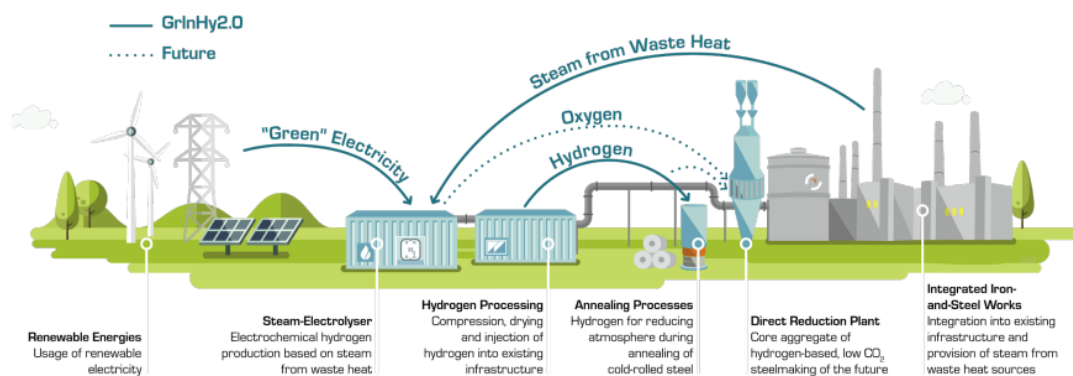 GrInHy2.0
Future
Steam from Waste Heat
Oxygen
"Green" Electricity
Hydrogen
H₂
Renewable Energies
Usage of renewable
electricity
Steam-Electrolyser
Electrochemical hydrogen
production based on steam
from waste heat
Hydrogen Processing
Compression, drying
and injection of
hydrogen into existing
infrastructure
Annealing Processes
Hydrogen for reducing
atmosphere during
annealing of
cold-rolled steel
Direct Reduction Plant
Core aggregate of
hydrogen-based, low CO₂
steelmaking of the future
Integrated Iron-
and-Steel Works
Integration into existing
infrastructure and
provision of steam from
waste heat sources